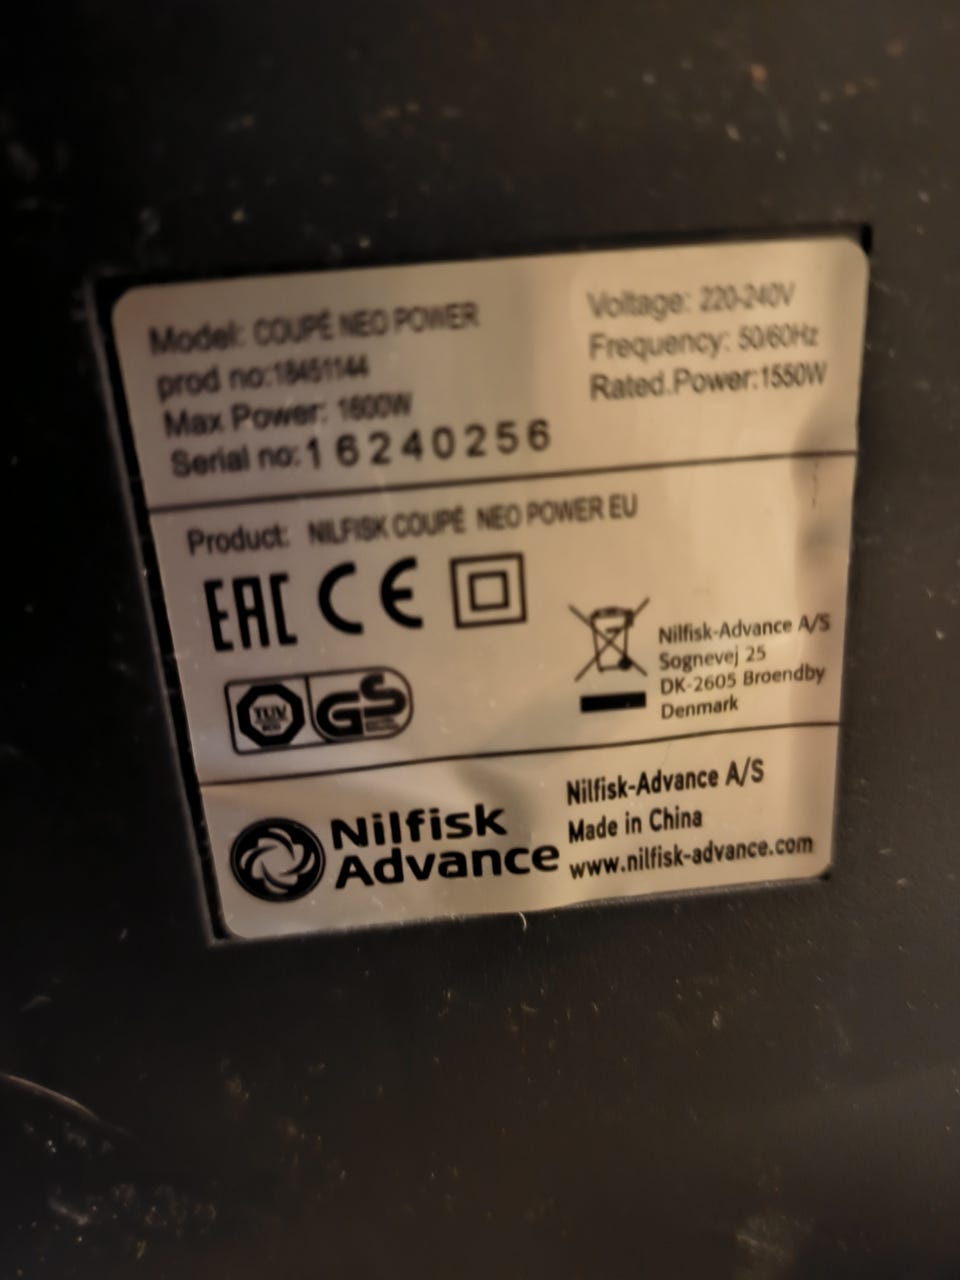 Model: COUPÉ NEO POWER
prod no:18451144
Max Power: 1600W
Serial no:16240256
Voltage: 220-240V
Frequency: 50/60Hz
Rated.Power:1550W
Product: NILFISK COUPÉ NEO POWER EU
EAC CE
TUV
GS
Nilfisk-Advance A/S
Sognevej 25
DK-2605 Broendby
Denmark
Nilfisk
Advance
Nilfisk-Advance A/S
Made in China
www.nilfisk-advance.com